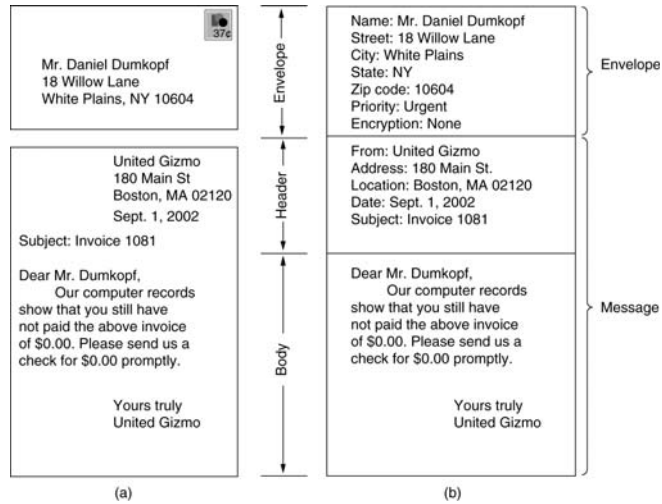 37¢
Mr. Daniel Dumkopf
18 Willow Lane
White Plains, NY 10604
United Gizmo
180 Main St
Boston, MA 02120
Sept. 1, 2002
Subject: Invoice 1081
Dear Mr. Dumkopf,
Our computer records
show that you still have
not paid the above invoice
of $0.00. Please send us a
check for $0.00 promptly.
Yours truly
United Gizmo
(a)
Envelope
Header
Body
Name: Mr. Daniel Dumkopf
Street: 18 Willow Lane
City: White Plains
State: NY
Zip code: 10604
Priority: Urgent
Encryption: None
From: United Gizmo
Address: 180 Main St.
Location: Boston, MA 02120
Date: Sept. 1, 2002
Subject: Invoice 1081
Dear Mr. Dumkopf,
Our computer records
show that you still have
not paid the above invoice
of $0.00. Please send us a
check for $0.00 promptly.
Yours truly
United Gizmo
(b)
Envelope
Message